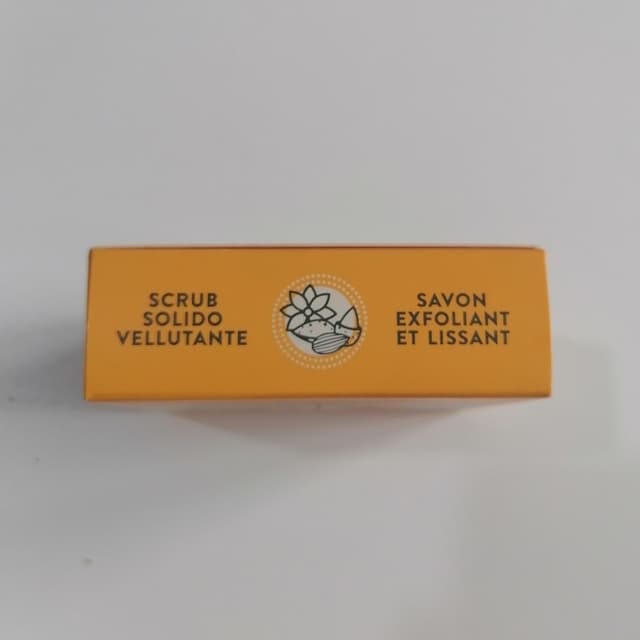 SCRUB
SOLIDO
VELLUTANTE
SAVON
EXFOLIANT
ET LISSANT